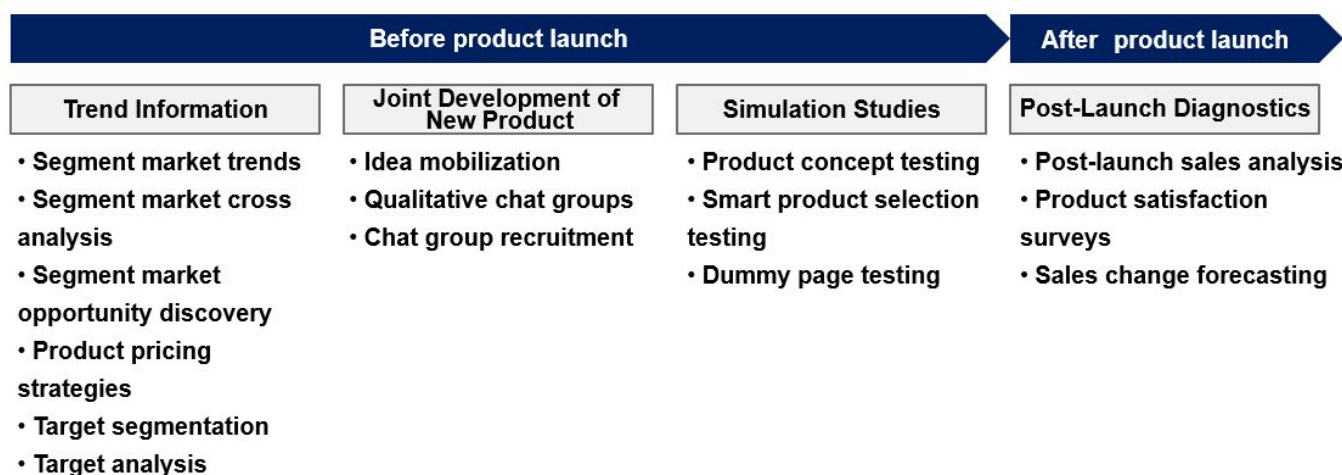 Before product launch
After product launch
Trend Information
• Segment market trends
• Segment market cross
analysis
• Segment market
opportunity discovery
• Product pricing
strategies
• Target segmentation
• Target analysis
Joint Development of
New Product
• Idea mobilization
• Qualitative chat groups
• Chat group recruitment
Simulation Studies
• Product concept testing
• Smart product selection
testing
• Dummy page testing
Post-Launch Diagnostics
• Post-launch sales analysis
• Product satisfaction
surveys
• Sales change forecasting